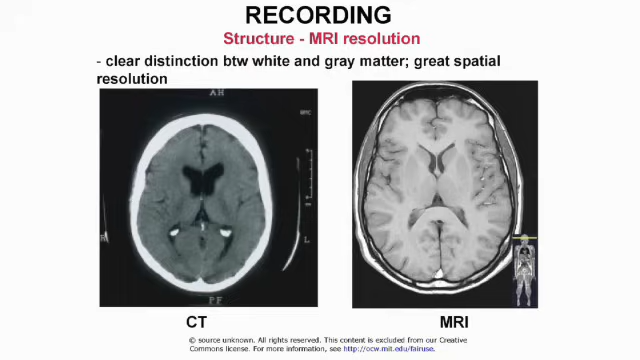 RECORDING
Structure - MRI resolution
- clear distinction btw white and gray matter; great spatial
resolution
AH
R
L
PF
CT
MRI
© source unknown. All rights reserved. This content is excluded from our Creative
Commons license. For more information, see http://ocw.mit.edu/fairuse.